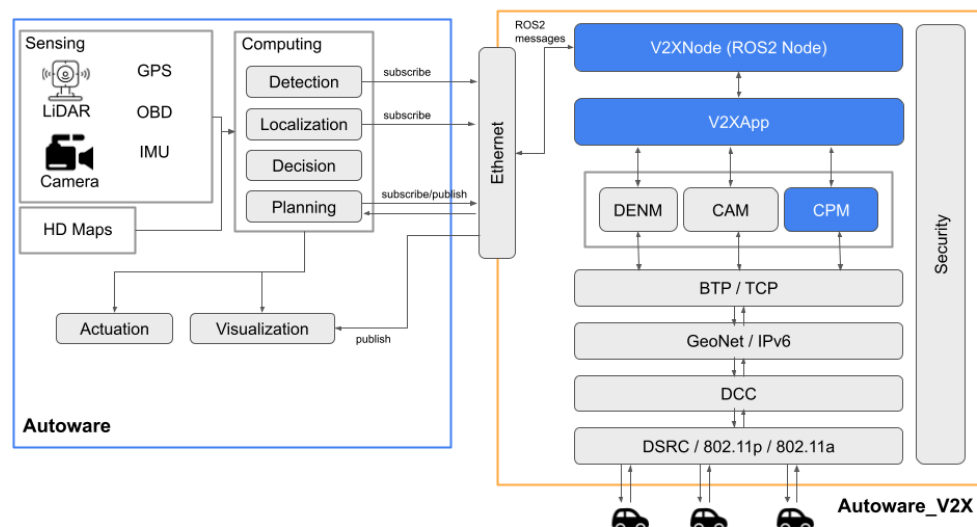 Sensing
LiDAR
Camera
GPS
OBD
IMU
HD Maps
Computing
Detection
Localization
Decision
Planning
subscribe
subscribe
subscribe/publish
Actuation
Visualization
publish
Autoware
Ethernet
ROS2
messages
V2XNode (ROS2 Node)
V2XApp
DENM
CAM
CPM
BTP / TCP
GeoNet / IPv6
DCC
DSRC / 802.11p / 802.11a
Security
Autoware_V2X